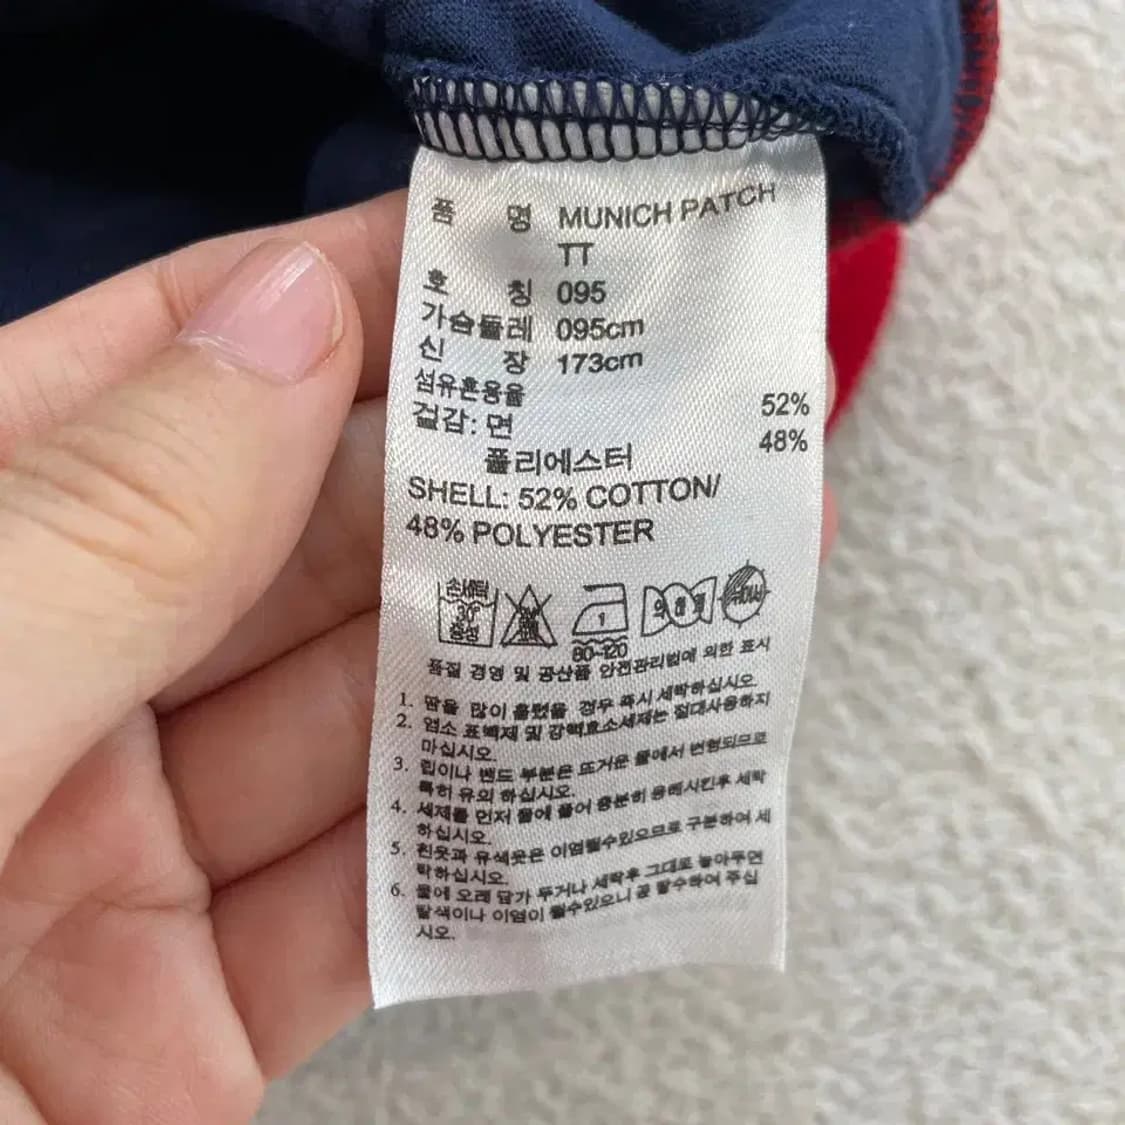 품 명 MUNICH PATCH
TT
호 칭 095
가슴둘레 095cm
신 장 173cm
섬유혼용율
겉감: 면 52%
폴리에스터 48%
SHELL: 52% COTTON/
48% POLYESTER
손세탁
30°
중성
1
80~120
약하게
품질 경영 및 공산품 안전관리법에 의한 표시
1. 땀을 많이 흘렸을 경우 즉시 세탁하십시오.
2. 염소 표백제 및 강력효소세제는 절대사용하지
마십시오.
3. 립이나 밴드 부분은 뜨거운 물에서 변형되므로
특히 유의 하십시오.
4. 세제를 먼저 물에 풀어 충분히 용해시킨후 세탁
하십시오.
5. 흰옷과 유색옷은 이염될수있으므로 구분하여 세
탁하십시오.
6. 물에 오래 담가 두거나 세탁후 그대로 놓아두면
탈색이나 이염이 될수있으니 곧 탈수하여 주십
시오.